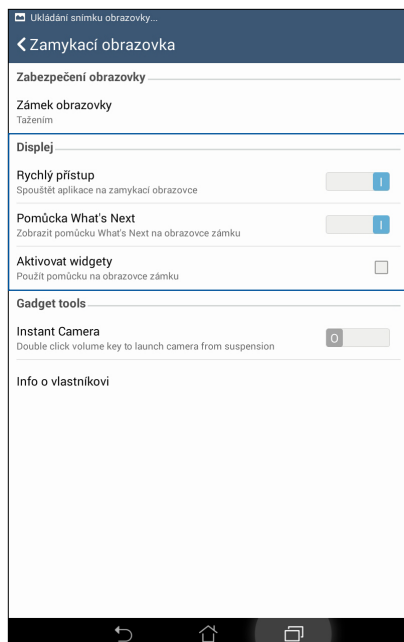 Ukládání snímku obrazovky...
Zamykací obrazovka
Zabezpečení obrazovky
Zámek obrazovky
Tažením
Displej
Rychlý přístup
Spouštět aplikace na zamykací obrazovce
Pomůcka What's Next
Zobrazit pomůcku What's Next na obrazovce zámku
Aktivovat widgety
Použít pomůcku na obrazovce zámku
Gadget tools
Instant Camera
Double click volume key to launch camera from suspension
Info o vlastníkovi